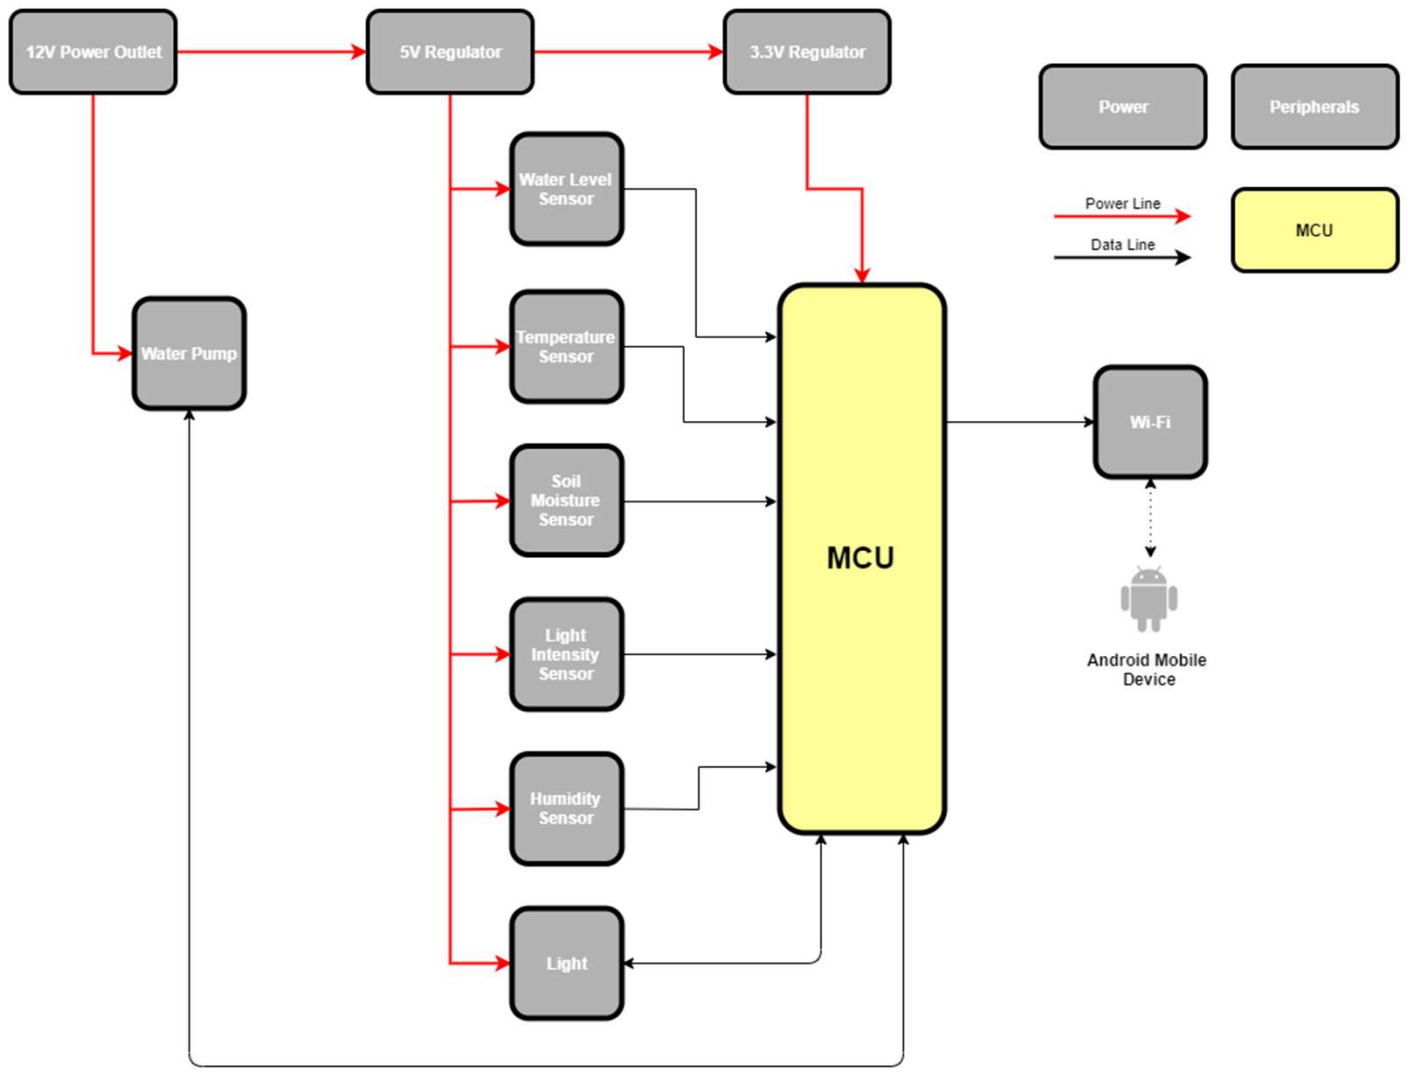 12V Power Outlet
5V Regulator
3.3V Regulator
Power
Peripherals
Water Level
Sensor
Power Line
MCU
Data Line
Water Pump
Temperature
Sensor
Wi-Fi
Soil
Moisture
Sensor
MCU
Light
Intensity
Sensor
Android Mobile
Device
Humidity
Sensor
Light